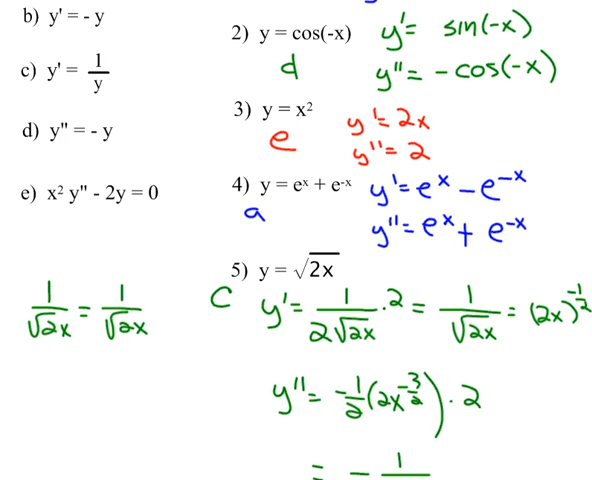 b) y' = - y
c) y' = 1/y
d) y" = - y
e) x² y" - 2y = 0
2) y = cos(-x) y' = sin(-x)
d y" = - cos(-x)
3) y = x² y' = 2x
e y" = 2
4) y = eˣ + e⁻ˣ y' = eˣ - e⁻ˣ
a y" = eˣ + e⁻ˣ
5) y = √2x
1/√2x = 1/√2x
C y' = 1/2√2x · 2 = 1/√2x = (2x)^-1/2
y" = -1/2(2x^-3/2) · 2
= - 1